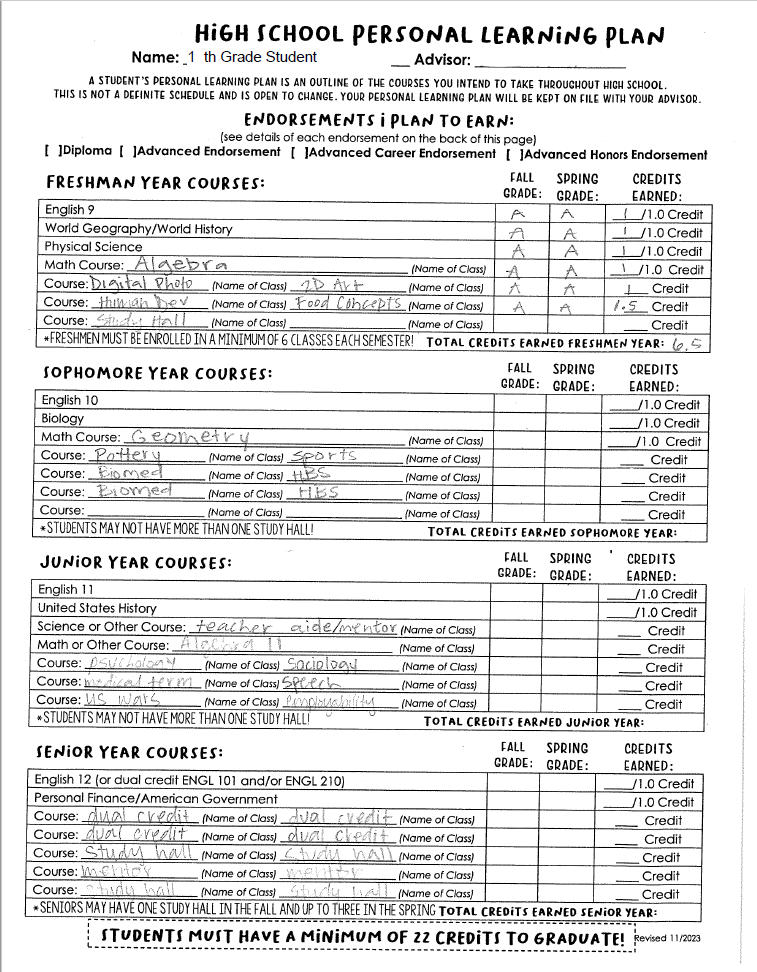 HiGH SCHOOL PERSONAL LEARNiNG PLAN
Name: _1 th Grade Student __ Advisor: ____________
A STUDENT'S PERSONAL LEARNING PLAN IS AN OUTLINE OF THE COURSES YOU INTEND TO TAKE THROUGHOUT HIGH SCHOOL.
THIS IS NOT A DEFINITE SCHEDULE AND IS OPEN TO CHANGE. YOUR PERSONAL LEARNING PLAN WILL BE KEPT ON FILE WITH YOUR ADVISOR.
ENDORSEMENTS i PLAN TO EARN:
(see details of each endorsement on the back of this page)
[ ]Diploma [ ]Advanced Endorsement [ ]Advanced Career Endorsement [ ]Advanced Honors Endorsement
FRESHMAN YEAR COURSES: FALL GRADE: SPRING GRADE: CREDITS EARNED:
English 9 A A 1/1.0 Credit
World Geography/World History A A 1/1.0 Credit
Physical Science A A 1/1.0 Credit
Math Course: Algebra (Name of Class) A A 1/1.0 Credit
Course: Digital Photo (Name of Class) 2D Art A A 1 Credit
Course: Human Dev (Name of Class) Food Concepts (Name of Class) A A 1.5 Credit
Course: Study Hall (Name of Class) ____ (Name of Class) ___ Credit
*FRESHMEN MUST BE ENROLLED IN A MINIMUM OF 6 CLASSES EACH SEMESTER! TOTAL CREDITS EARNED FRESHMEN YEAR: 6.5
SOPHOMORE YEAR COURSES: FALL GRADE: SPRING GRADE: CREDITS EARNED:
English 10 ___/1.0 Credit
Biology ___/1.0 Credit
Math Course: Geometry (Name of Class) ___/1.0 Credit
Course: Pottery (Name of Class) Sports (Name of Class) ___ Credit
Course: Biomed (Name of Class) HBS (Name of Class) ___ Credit
Course: Biomed (Name of Class) HBS (Name of Class) ___ Credit
Course: ____ (Name of Class) ____ (Name of Class) ___ Credit
*STUDENTS MAY NOT HAVE MORE THAN ONE STUDY HALL! TOTAL CREDITS EARNED SOPHOMORE YEAR:
JUNiOR YEAR COURSES: FALL GRADE: SPRING GRADE: CREDITS EARNED:
English 11 ___/1.0 Credit
United States History ___/1.0 Credit
Science or Other Course: teacher aide/mentor (Name of Class) ___ Credit
Math or Other Course: Algebra II (Name of Class) ___ Credit
Course: psychology (Name of Class) Sociology (Name of Class) ___ Credit
Course: medical term (Name of Class) Speech (Name of Class) ___ Credit
Course: US Wars (Name of Class) employability (Name of Class) ___ Credit
*STUDENTS MAY NOT HAVE MORE THAN ONE STUDY HALL! TOTAL CREDITS EARNED JUNIOR YEAR:
SENiOR YEAR COURSES: FALL GRADE: SPRING GRADE: CREDITS EARNED:
English 12 (or dual credit ENGL 101 and/or ENGL 210) ___/1.0 Credit
Personal Finance/American Government ___/1.0 Credit
Course: dual credit (Name of Class) dual credit (Name of Class) ___ Credit
Course: dual credit (Name of Class) dual credit (Name of Class) ___ Credit
Course: Study hall (Name of Class) Study hall (Name of Class) ___ Credit
Course: mentor (Name of Class) mentor (Name of Class) ___ Credit
Course: Study hall (Name of Class) Study hall (Name of Class) ___ Credit
*SENIORS MAY HAVE ONE STUDY HALL IN THE FALL AND UP TO THREE IN THE SPRING TOTAL CREDITS EARNED SENIOR YEAR:
STUDENTS MUST HAVE A MiNiMUM OF 22 CREDITS TO GRADUATE! Revised 11/2023